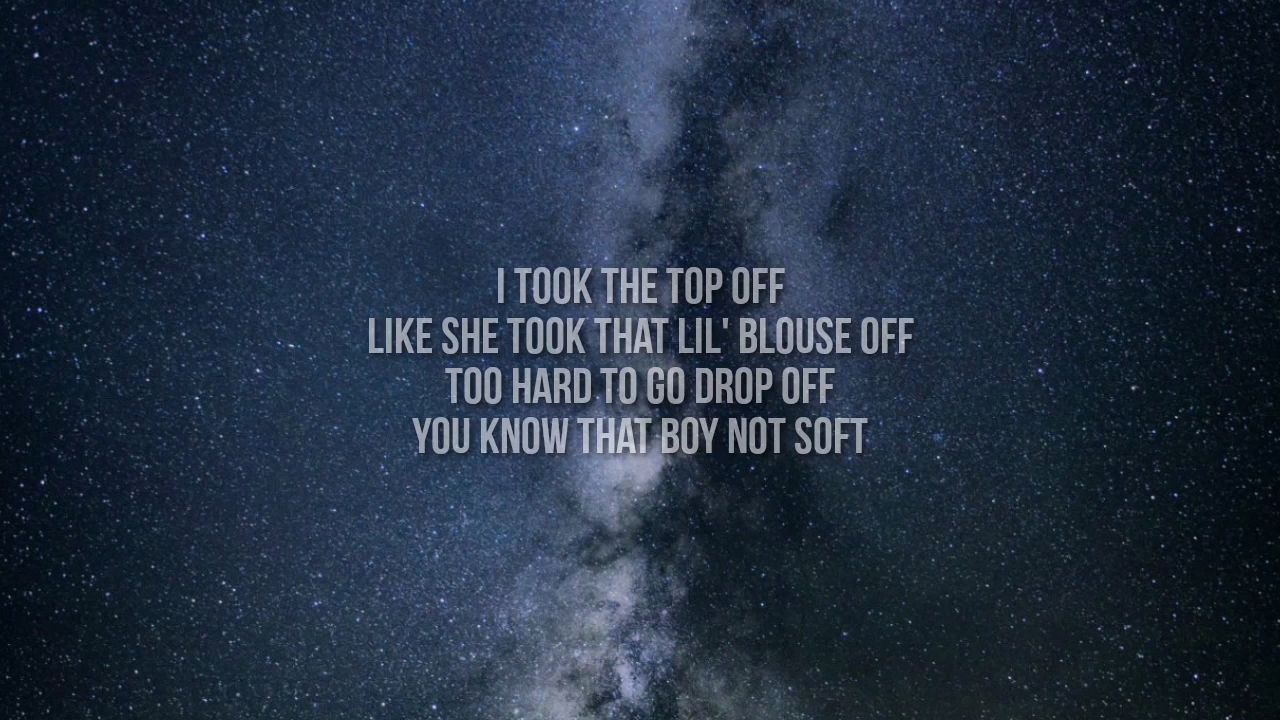 I TOOK THE TOP OFF
LIKE SHE TOOK THAT LIL' BLOUSE OFF
TOO HARD TO GO DROP OFF
YOU KNOW THAT BOY NOT SOFT